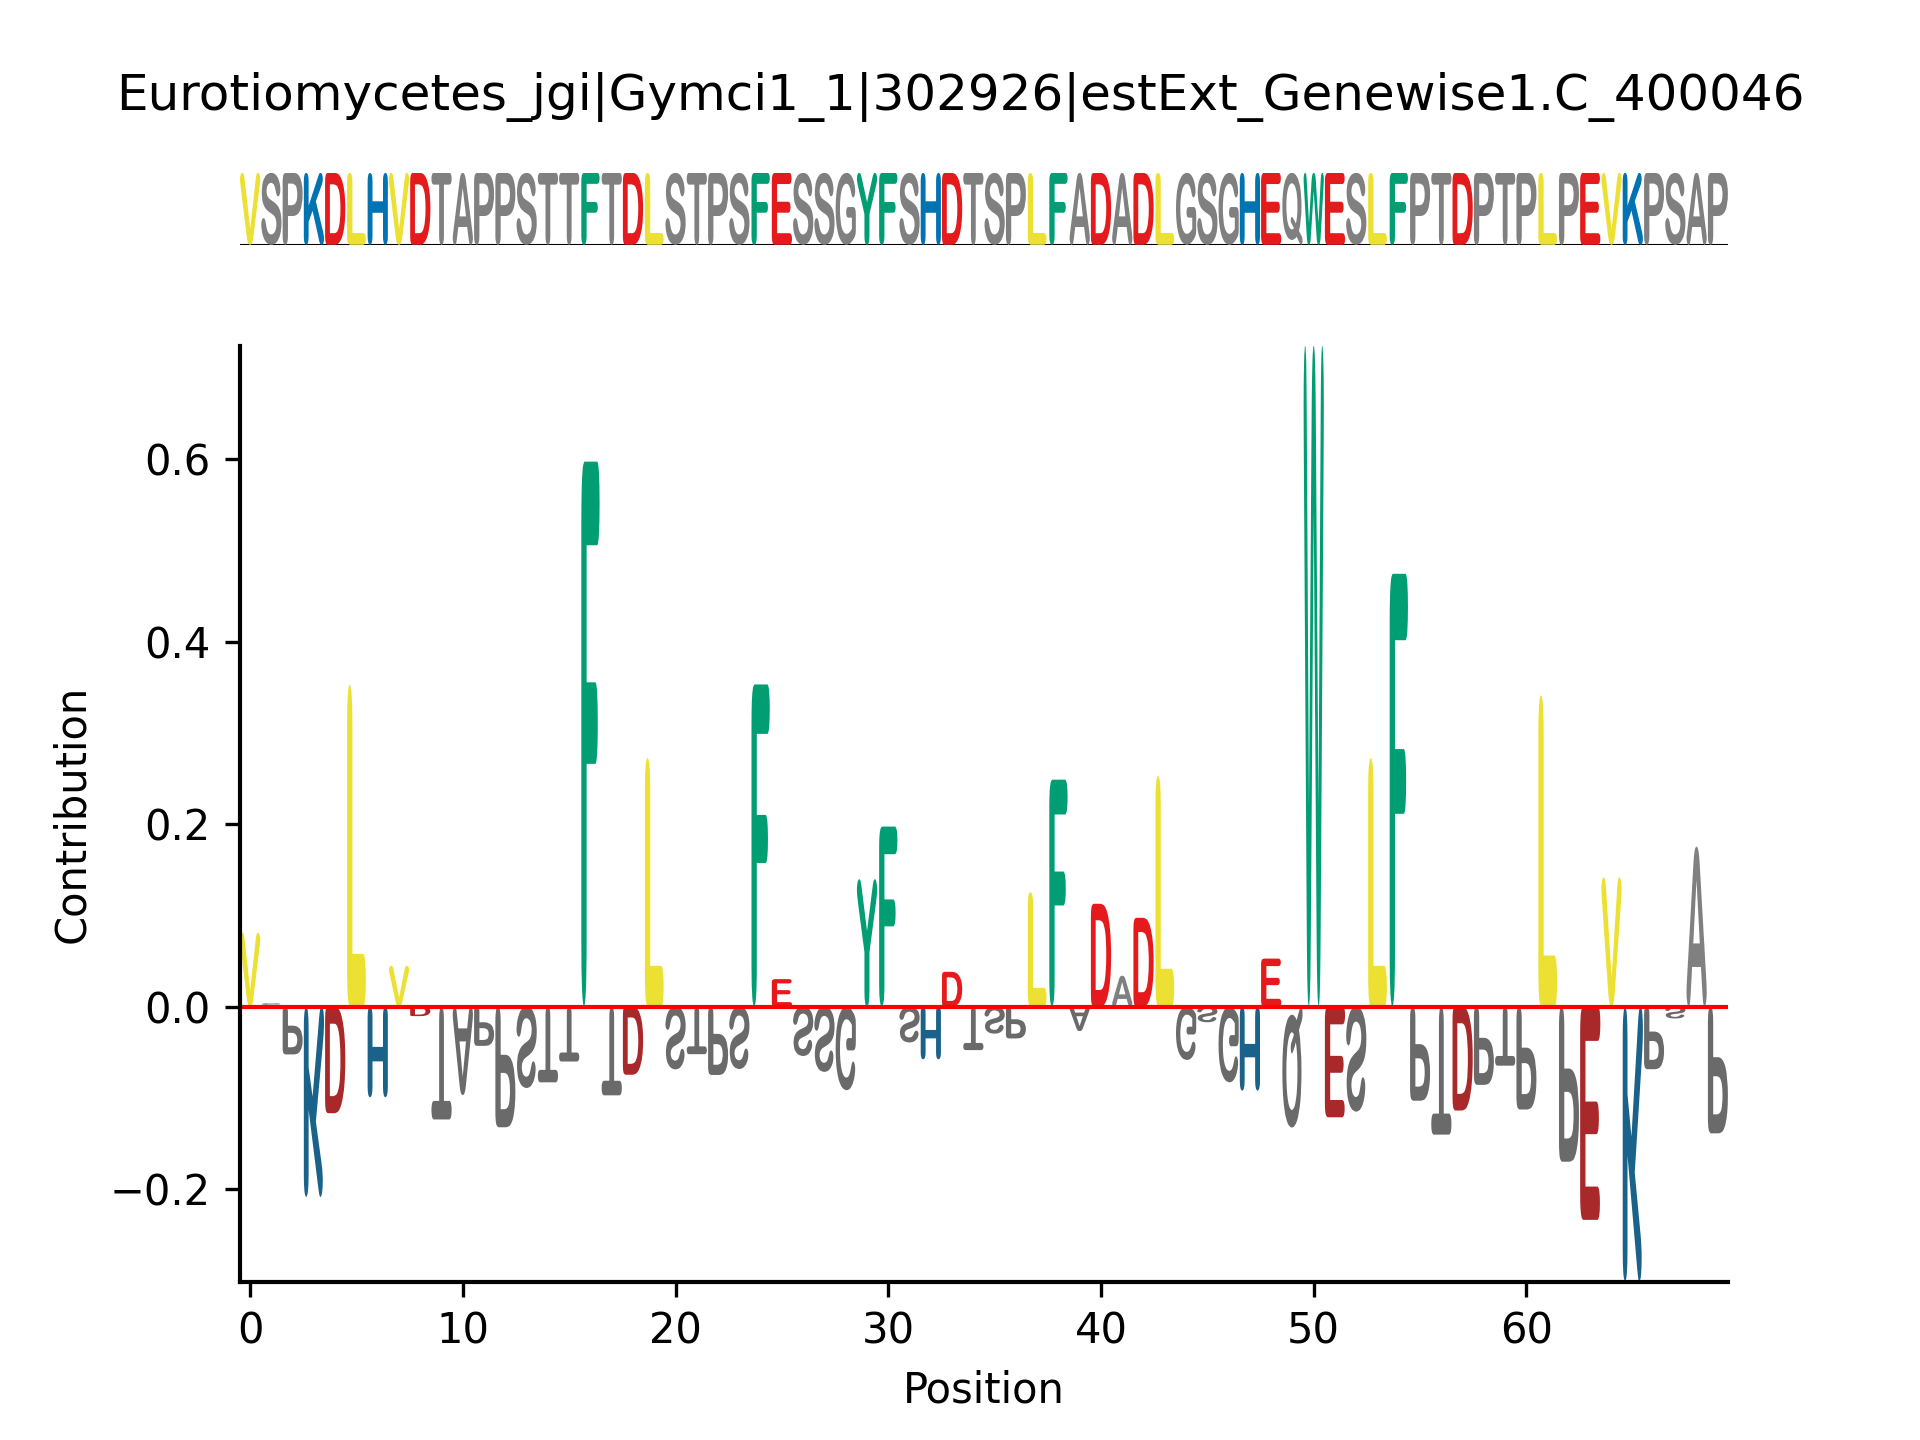 Eurotiomycetes_jgi|Gymci1_1|302926|estExt_Genewise1.C_400046
VSPKDLHVDTAPPSTTFTDLSTPSFESSGYFSHDTSPLFADADLGSGHEQWESLFPTDPTPLPEVKPSAP
0.6
0.4
0.2
0.0
−0.2
Contribution
V PKDLHVDTAPPSTTFTDLSTPSFESSGYFSHDTSPLFADADLGSGHEQWESLFPTDPTPLPEVKPSAP
0 10 20 30 40 50 60
Position